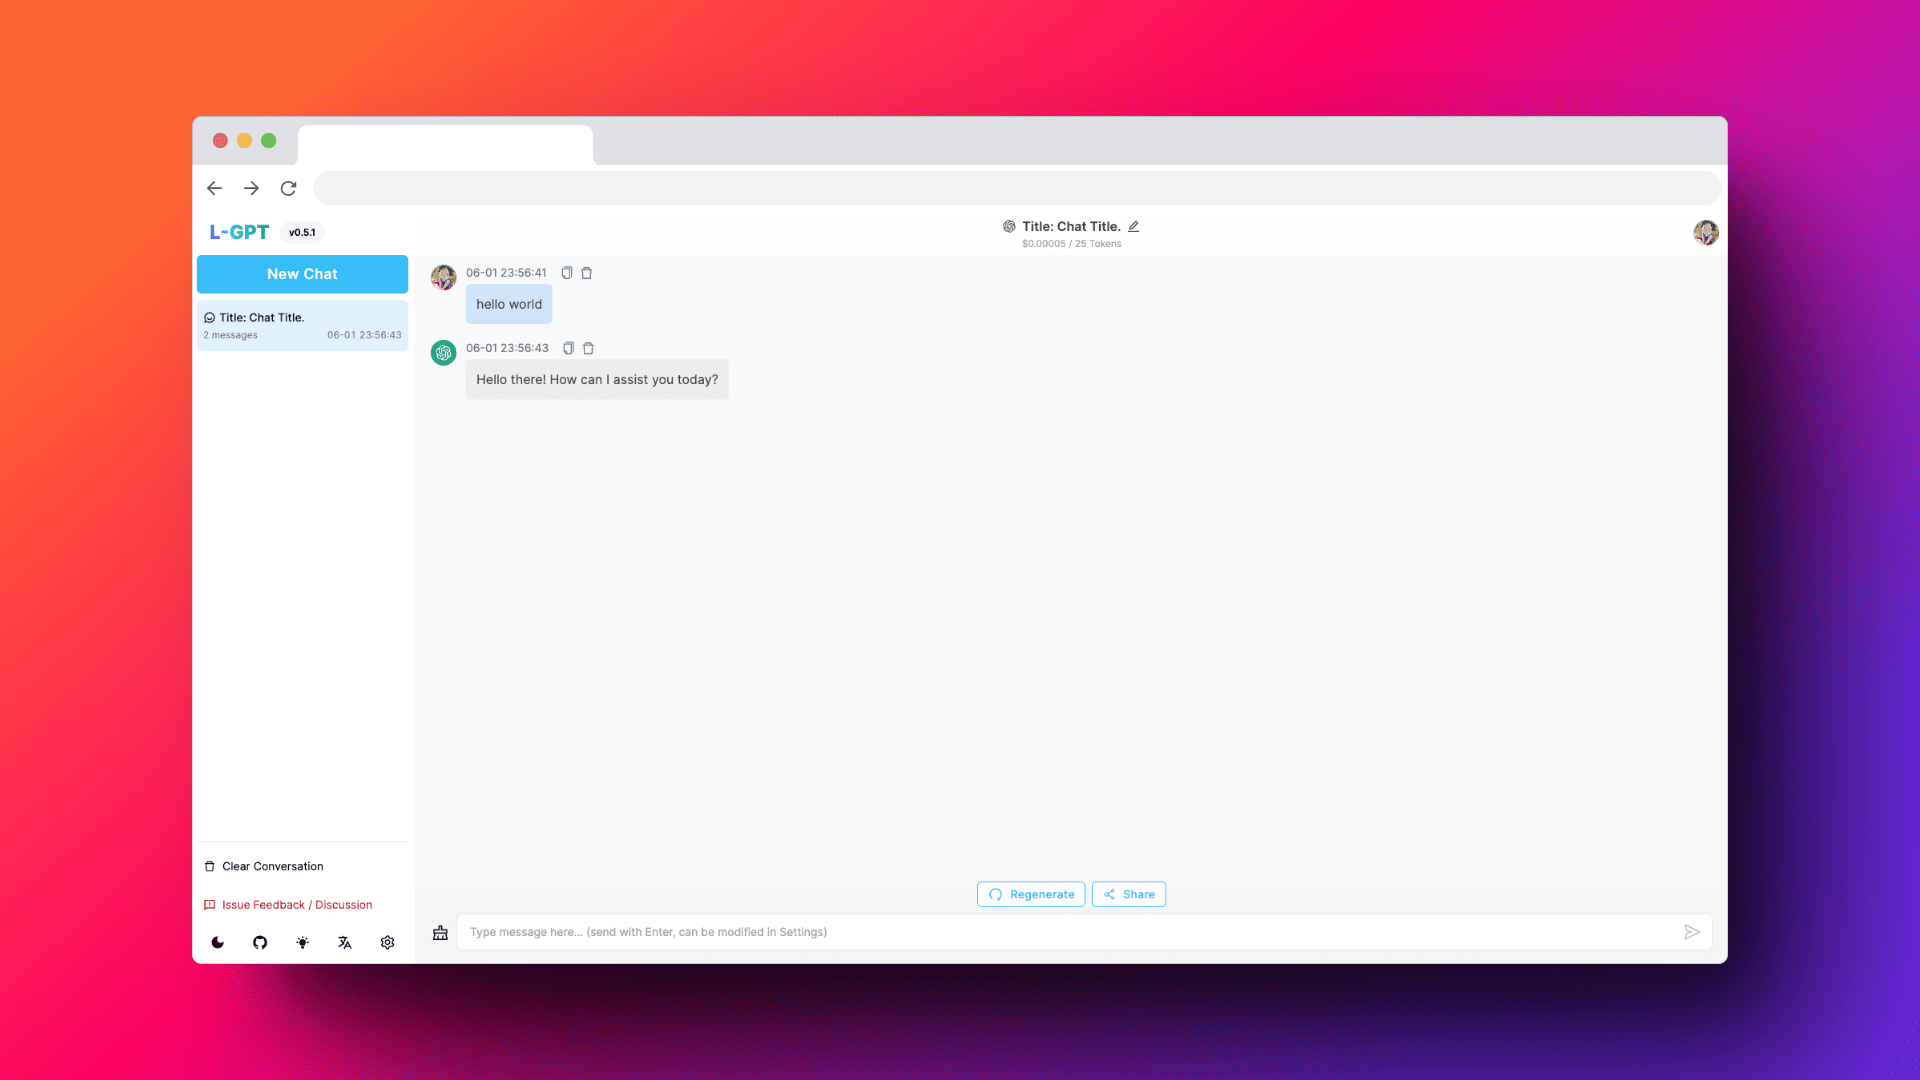 L-GPT v0.5.1
New Chat
Title: Chat Title.
2 messages 06-01 23:56:43
Clear Conversation
Issue Feedback / Discussion
Title: Chat Title.
$0.00005 / 25 Tokens
06-01 23:56:41
hello world
06-01 23:56:43
Hello there! How can I assist you today?
Regenerate Share
Type message here... (send with Enter, can be modified in Settings)